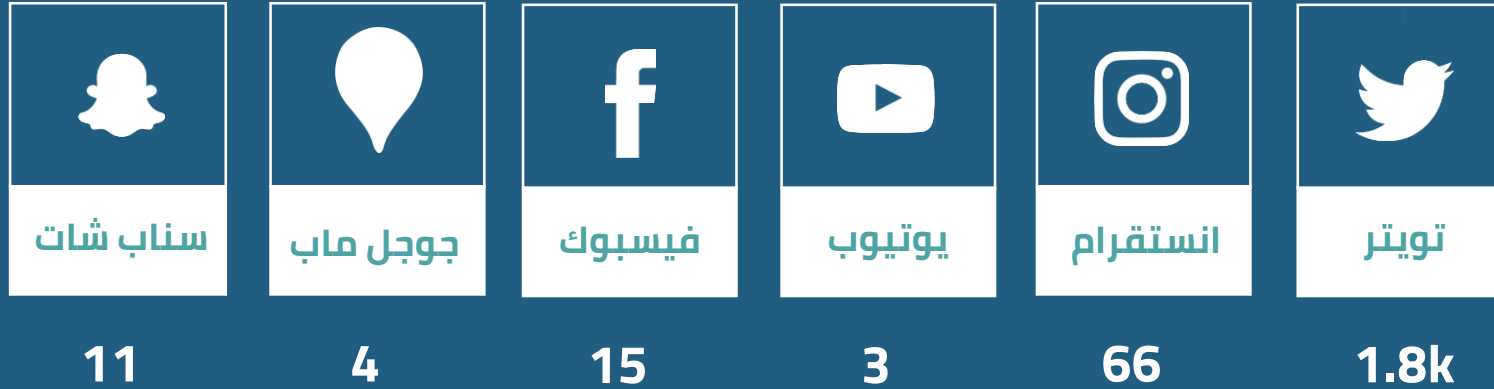 تويتر
انستقرام
يوتيوب
فيسبوك
جوجل ماب
سناب شات
1.8k
66
3
15
4
11